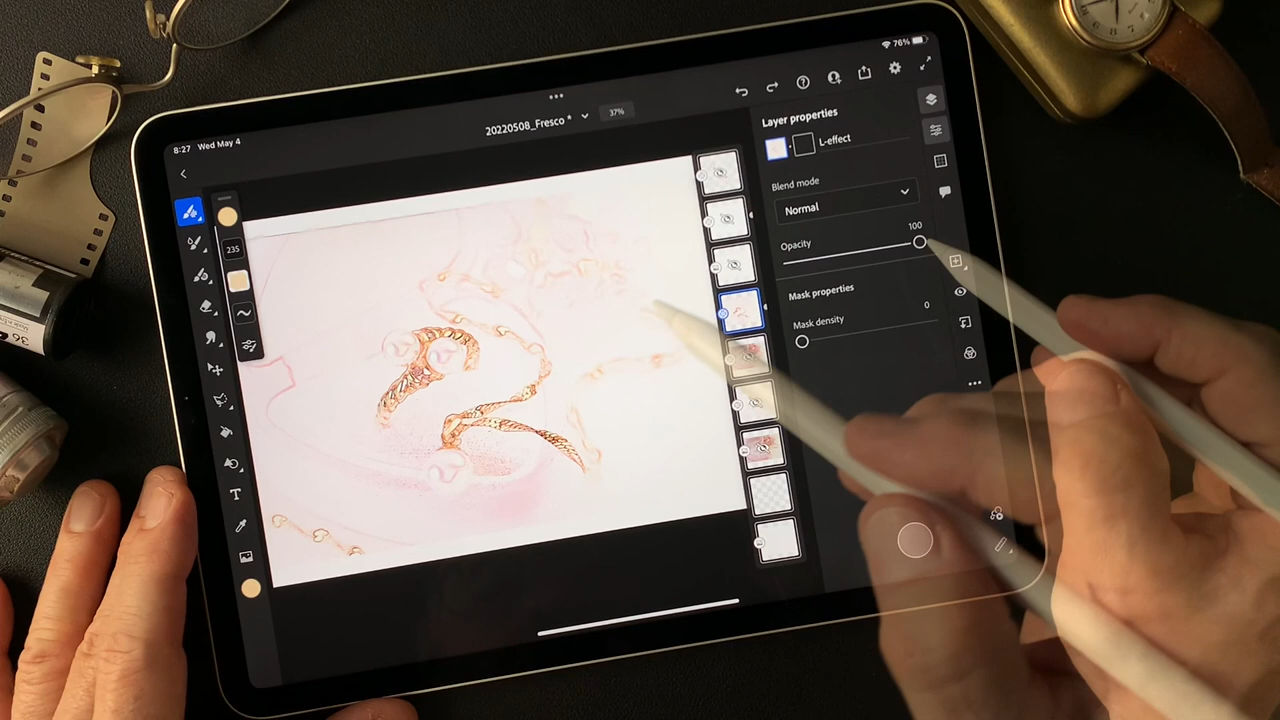 8:27 Wed May 4
76%
20220508_Fresco *
37%
Layer properties
L-effect
Blend mode
Normal
100
Opacity
Mask properties
0
Mask density
235
T
36